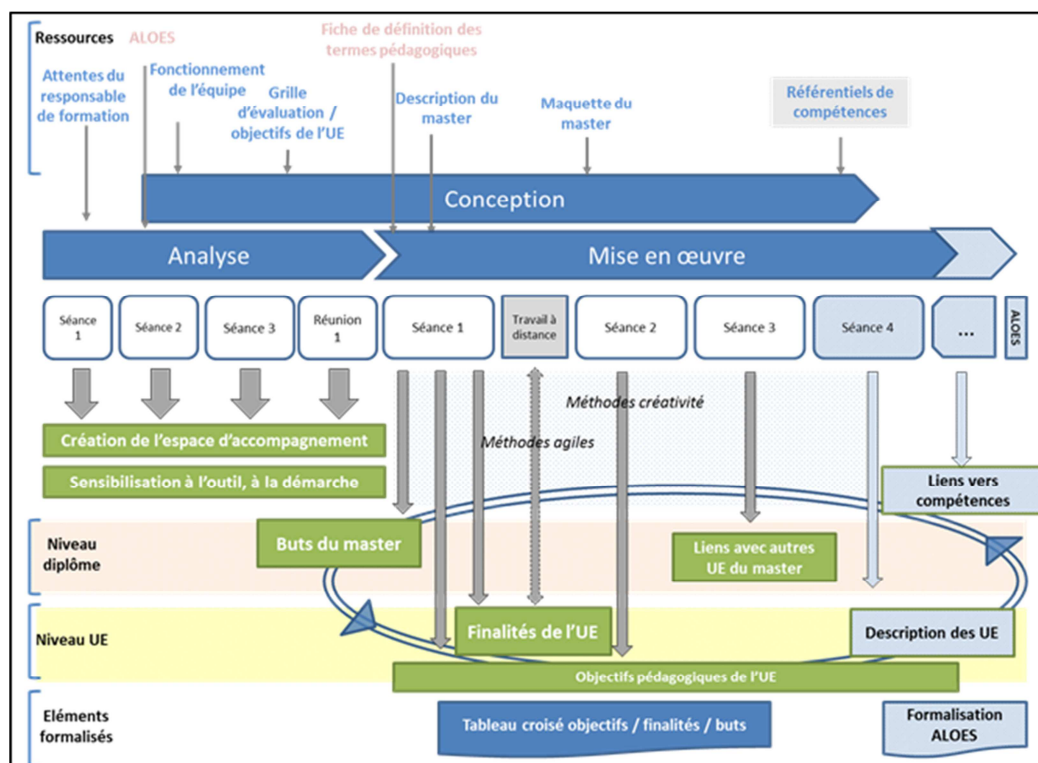 Ressources
ALOES
Fiche de définition des
termes pédagogiques
Attentes du
responsable
de formation
Fonctionnement
de l'équipe
Grille
d'évaluation /
objectifs de l'UE
Description du
master
Maquette du
master
Référentiels de
compétences
Conception
Analyse
Mise en œuvre
Séance
1
Séance 2
Séance 3
Réunion
1
Séance 1
Travail à
distance
Séance 2
Séance 3
Séance 4
...
ALOES
Méthodes créativité
Méthodes agiles
Création de l'espace d'accompagnement
Sensibilisation à l'outil, à la démarche
Liens vers
compétences
Niveau
diplôme
Buts du master
Liens avec autres
UE du master
Niveau UE
Finalités de l'UE
Description des UE
Objectifs pédagogiques de l'UE
Eléments
formalisés
Tableau croisé objectifs / finalités / buts
Formalisation
ALOES